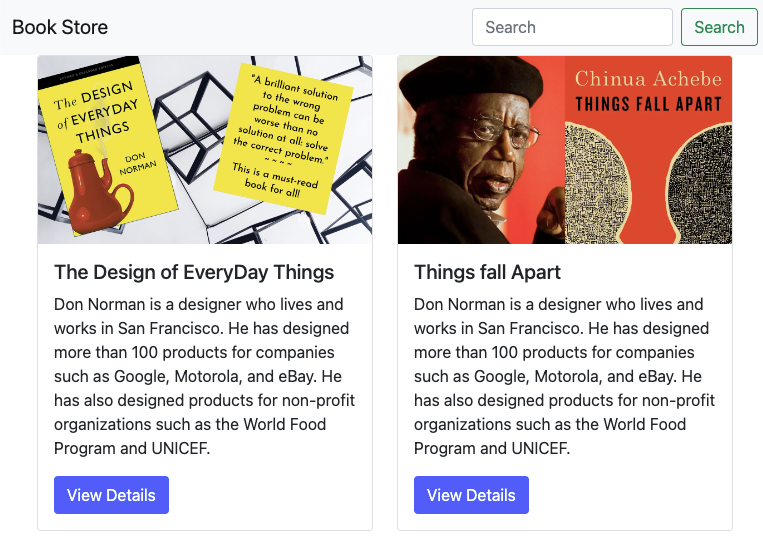 Book Store
Search
Search
The DESIGN
of EVERYDAY
THINGS
DON
NORMAN
"A brilliant solution
to the wrong
problem can be
worse than no
solution at all: solve
the correct problem."
~ ~ ~ ~
This is a must-read
book for all!
Chinua Achebe
THINGS FALL APART
The Design of EveryDay Things
Don Norman is a designer who lives and
works in San Francisco. He has designed
more than 100 products for companies
such as Google, Motorola, and eBay. He
has also designed products for non-profit
organizations such as the World Food
Program and UNICEF.
View Details
Things fall Apart
Don Norman is a designer who lives and
works in San Francisco. He has designed
more than 100 products for companies
such as Google, Motorola, and eBay. He
has also designed products for non-profit
organizations such as the World Food
Program and UNICEF.
View Details